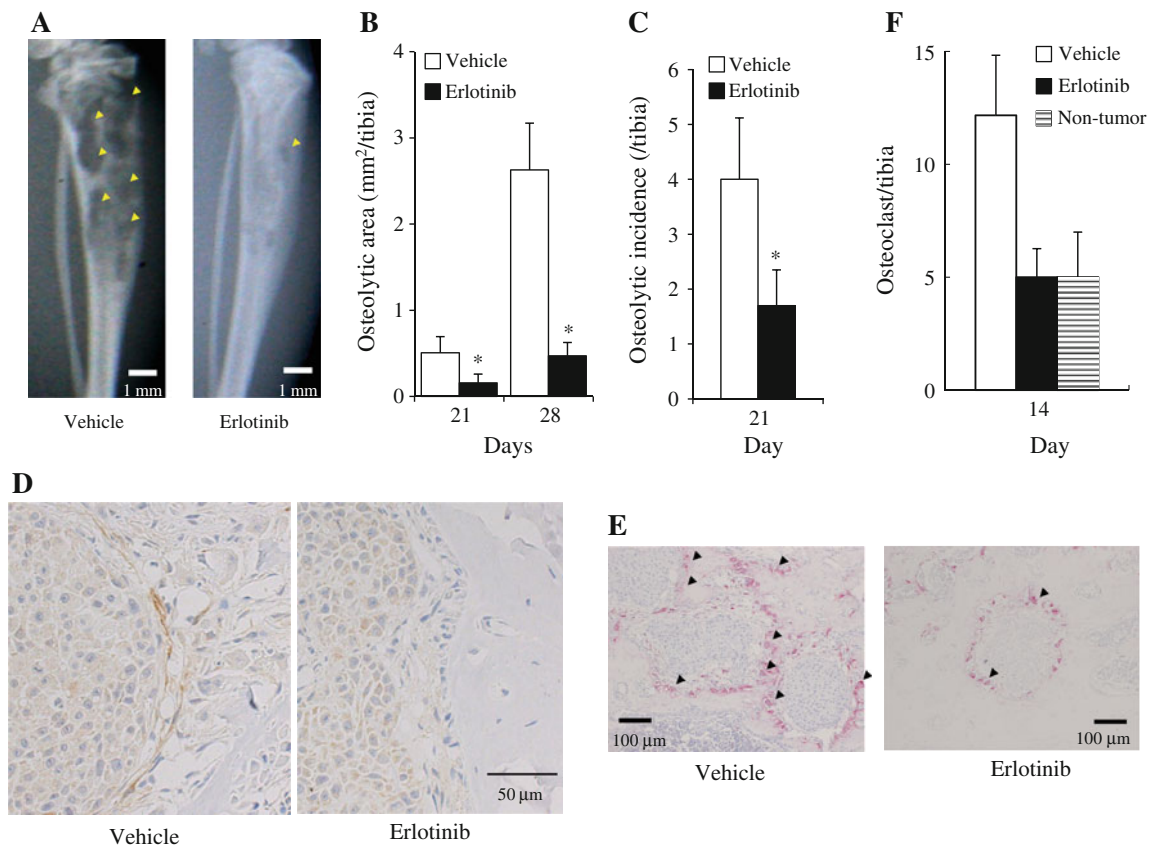 A
1 mm
Vehicle
1 mm
Erlotinib
B
Osteolytic area (mm²/tibia)
4
3
2
1
0
Vehicle
Erlotinib
*
*
21 28
Days
C
Osteolytic incidence (/tibia)
6
5
4
3
2
1
0
Vehicle
Erlotinib
*
21
Day
F
Osteoclast/tibia
15
10
5
0
Vehicle
Erlotinib
Non-tumor
14
Day
D
Vehicle
50 µm
Erlotinib
E
100 µm
Vehicle
100 µm
Erlotinib